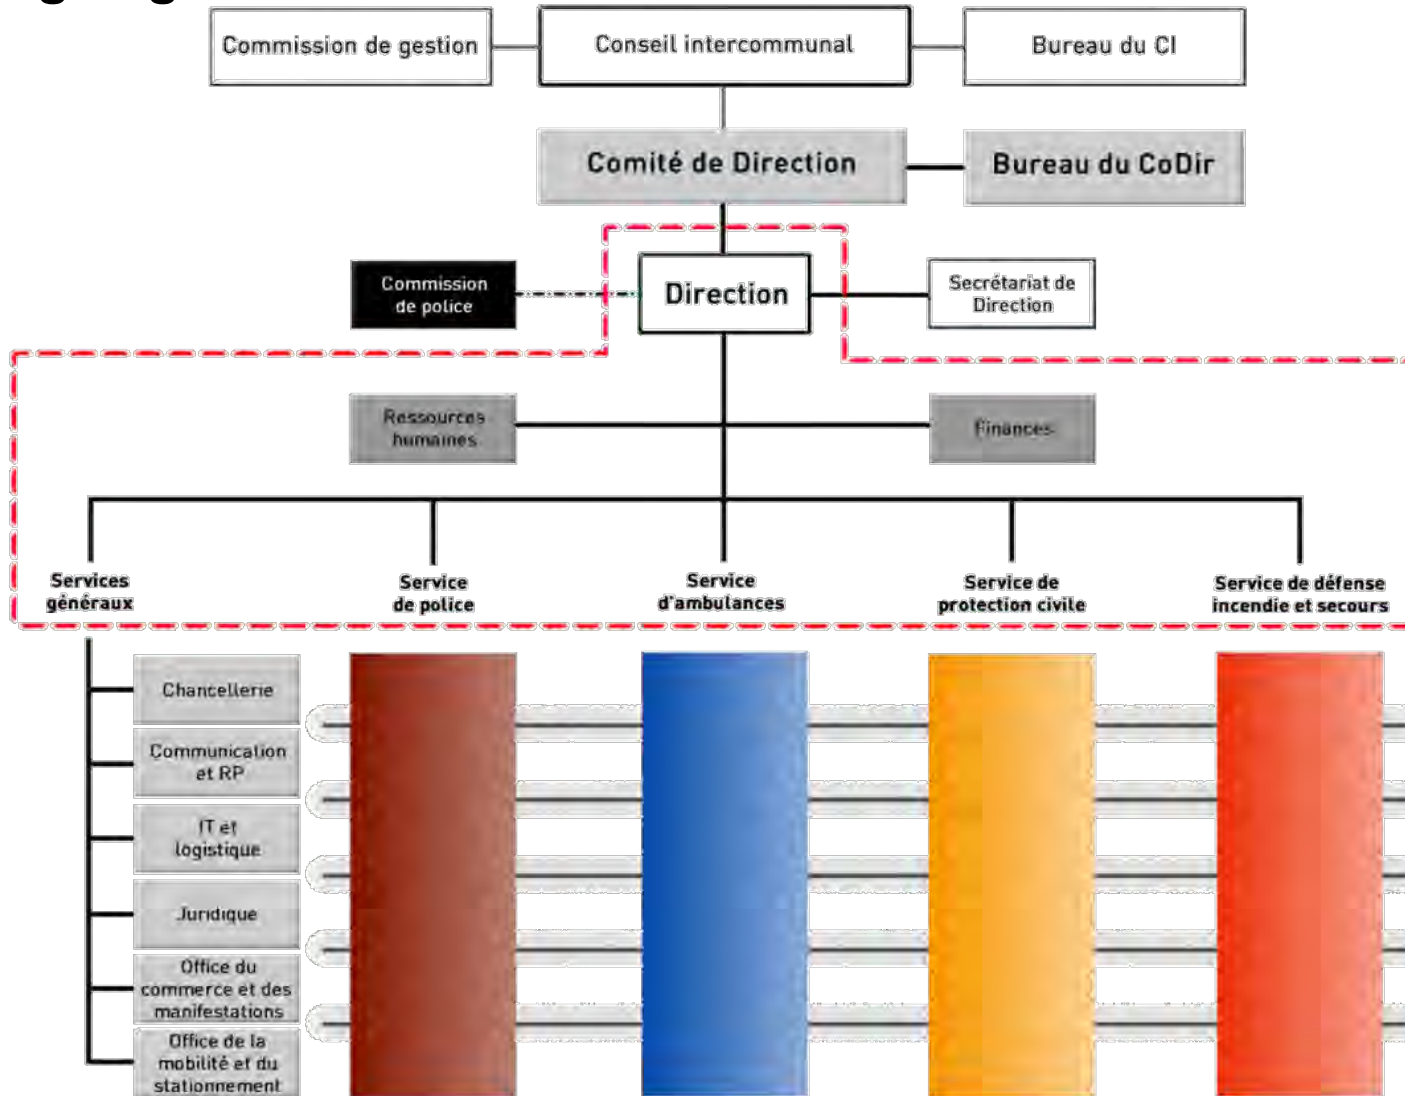 Commission de gestion
Conseil intercommunal
Bureau du CI
Comité de Direction
Bureau du CoDir
Commission
de police
Direction
Secrétariat de
Direction
Ressources
humaines
Finances
Services
généraux
Service
de police
Service
d'ambulances
Service de
protection civile
Service de défense
incendie et secours
Chancellerie
Communication
et RP
IT et
logistique
Juridique
Office du
commerce et des
manifestations
Office de la
mobilité et du
stationnement